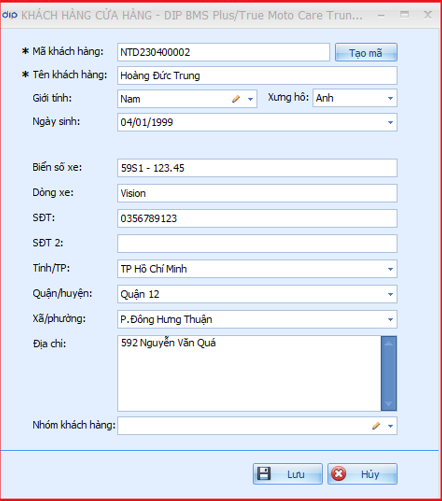 dip KHÁCH HÀNG CỬA HÀNG - DIP BMS Plus/True Moto Care Trun...
* Mã khách hàng: NTD230400002 Tạo mã
* Tên khách hàng: Hoàng Đức Trung
Giới tính: Nam Xưng hô: Anh
Ngày sinh: 04/01/1999
Biển số xe: 59S1 - 123.45
Dòng xe: Vision
SĐT: 0356789123
SĐT 2:
Tỉnh/TP: TP Hồ Chí Minh
Quận/huyện: Quận 12
Xã/phường: P.Đông Hưng Thuận
Địa chỉ: 592 Nguyễn Văn Quá
Nhóm khách hàng:
Lưu Hủy